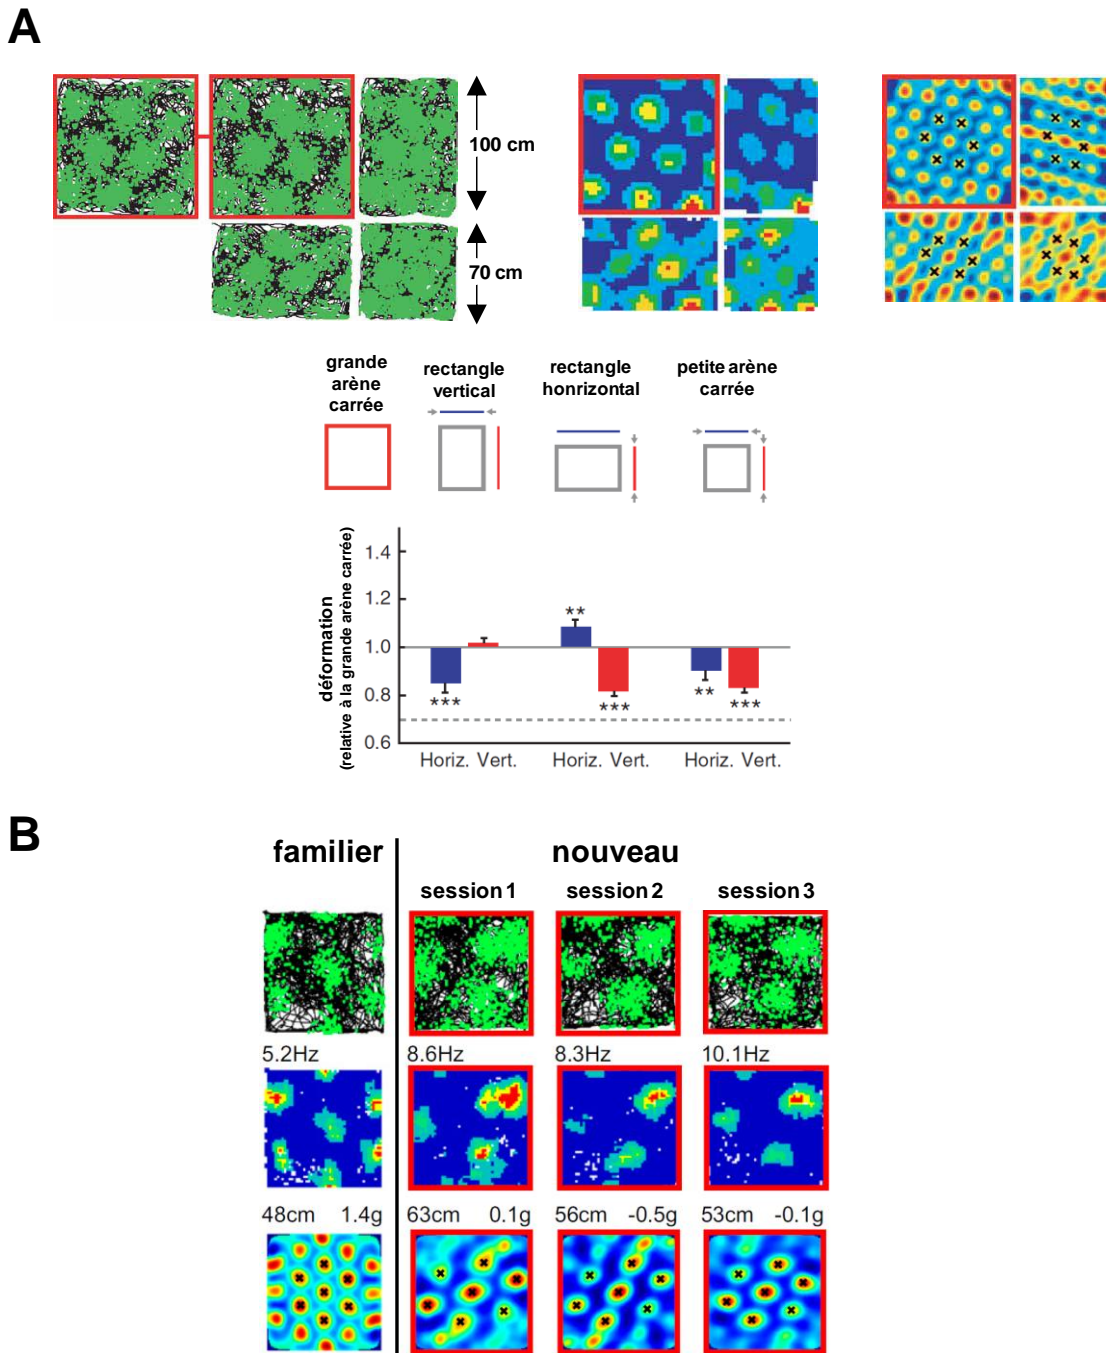 A
100 cm
70 cm
grande
arène
carrée
rectangle
vertical
rectangle
honrizontal
petite arène
carrée
déformation
(relative à la grande arène carrée)
1.4
1.2
1.0
0.8
0.6
**
***
***
**
***
Horiz. Vert.
Horiz. Vert.
Horiz. Vert.
B
familier
nouveau
session 1
session 2
session 3
5.2Hz
8.6Hz
8.3Hz
10.1Hz
48cm 1.4g
63cm 0.1g
56cm -0.5g
53cm -0.1g